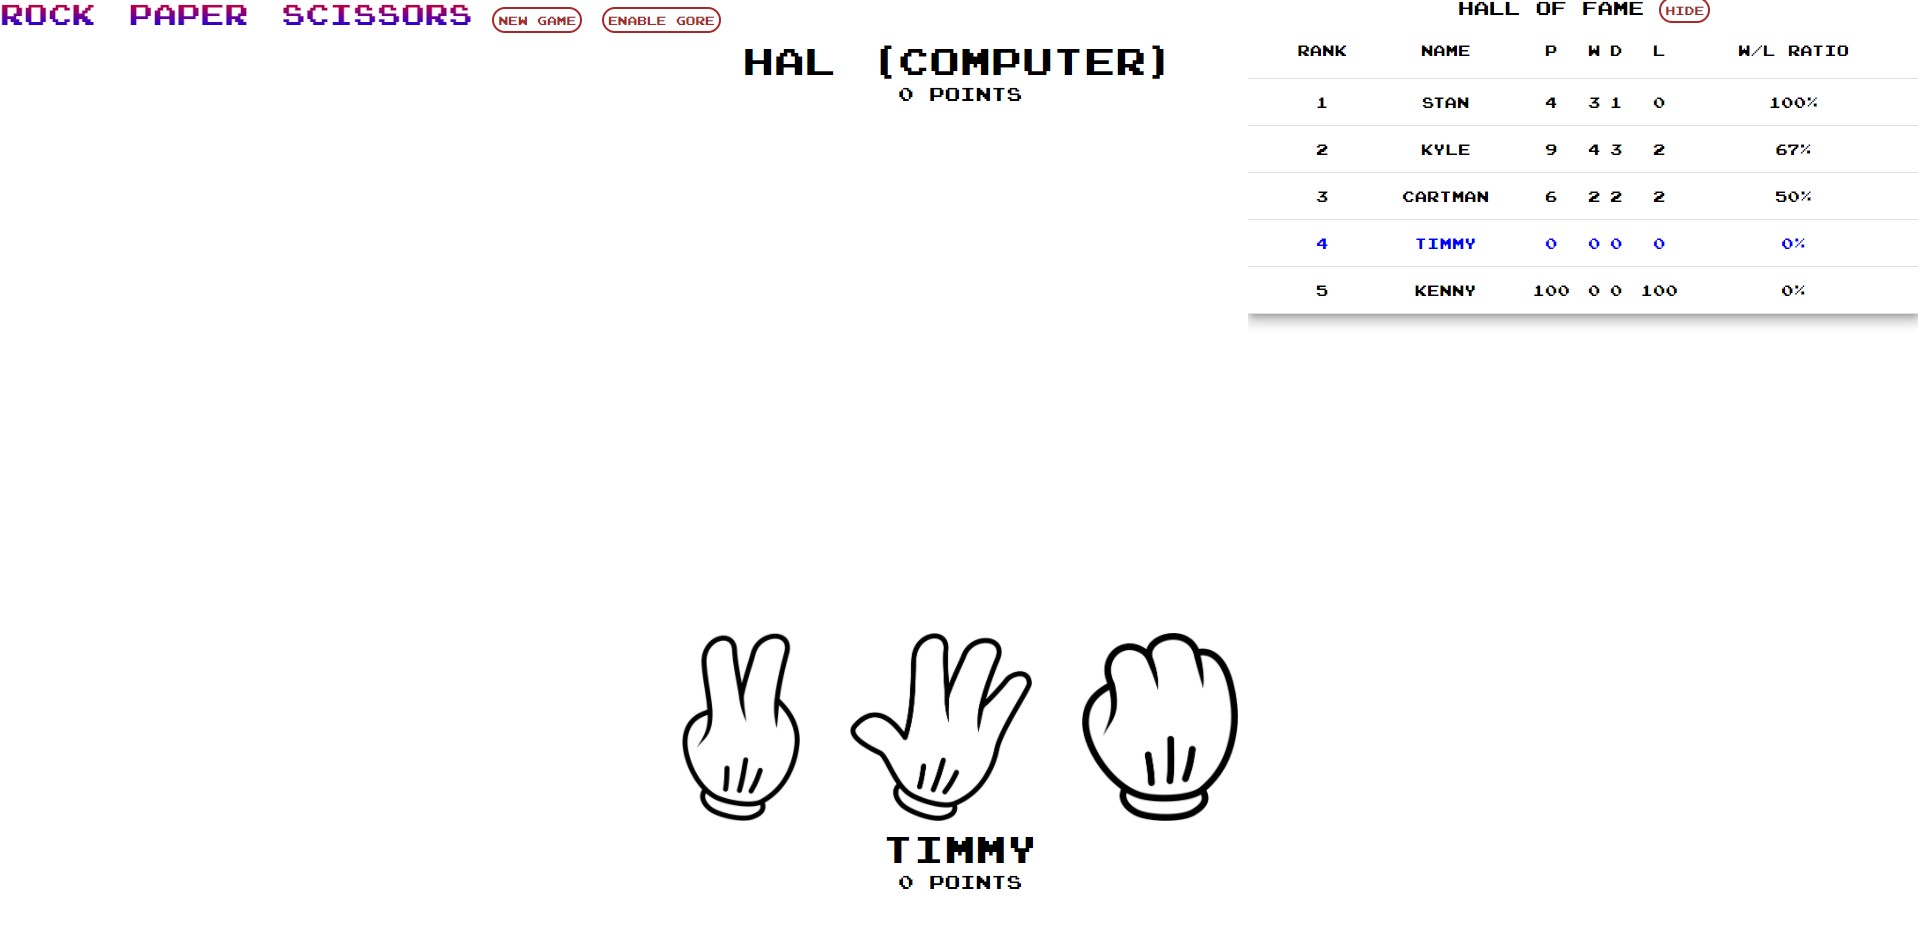 ROCK PAPER SCISSORS NEW GAME ENABLE GORE
HAL (COMPUTER)
0 POINTS
HALL OF FAME HIDE
RANK NAME P W D L W/L RATIO
1 STAN 4 3 1 0 100%
2 KYLE 9 4 3 2 67%
3 CARTMAN 6 2 2 2 50%
4 TIMMY 0 0 0 0 0%
5 KENNY 100 0 0 100 0%
TIMMY
0 POINTS